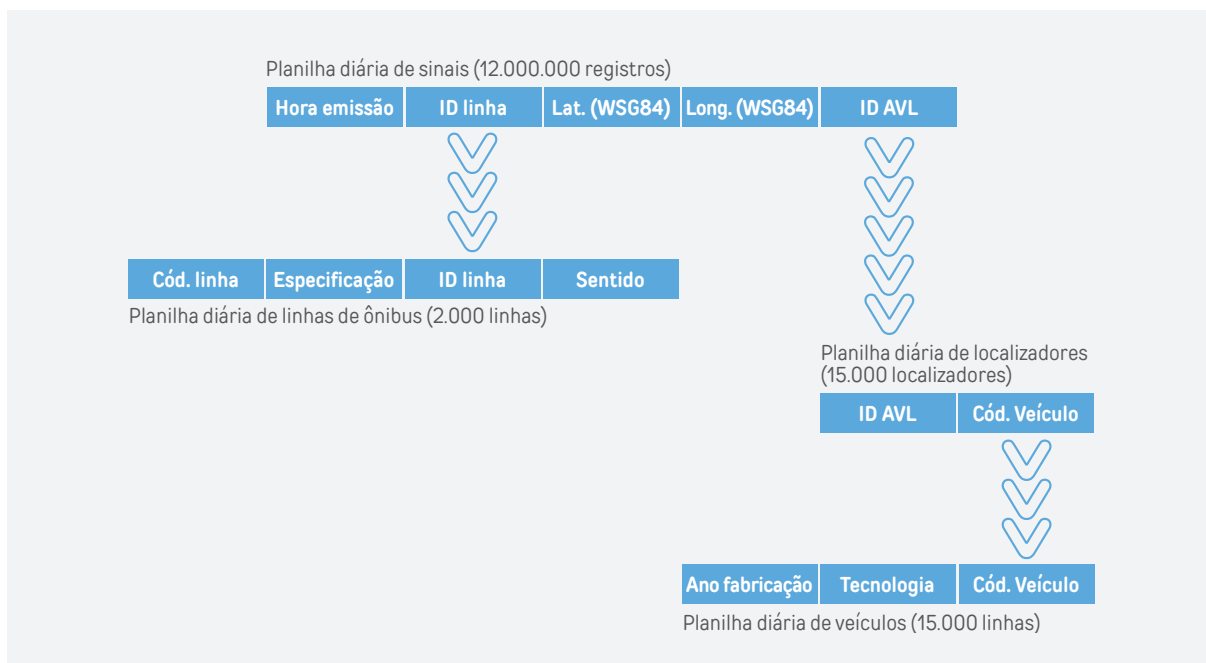 Planilha diária de sinais (12.000.000 registros)
Hora emissão ID linha Lat. (WSG84) Long. (WSG84) ID AVL
Cód. linha Especificação ID linha Sentido
Planilha diária de linhas de ônibus (2.000 linhas)
Planilha diária de localizadores
(15.000 localizadores)
ID AVL Cód. Veículo
Ano fabricação Tecnologia Cód. Veículo
Planilha diária de veículos (15.000 linhas)